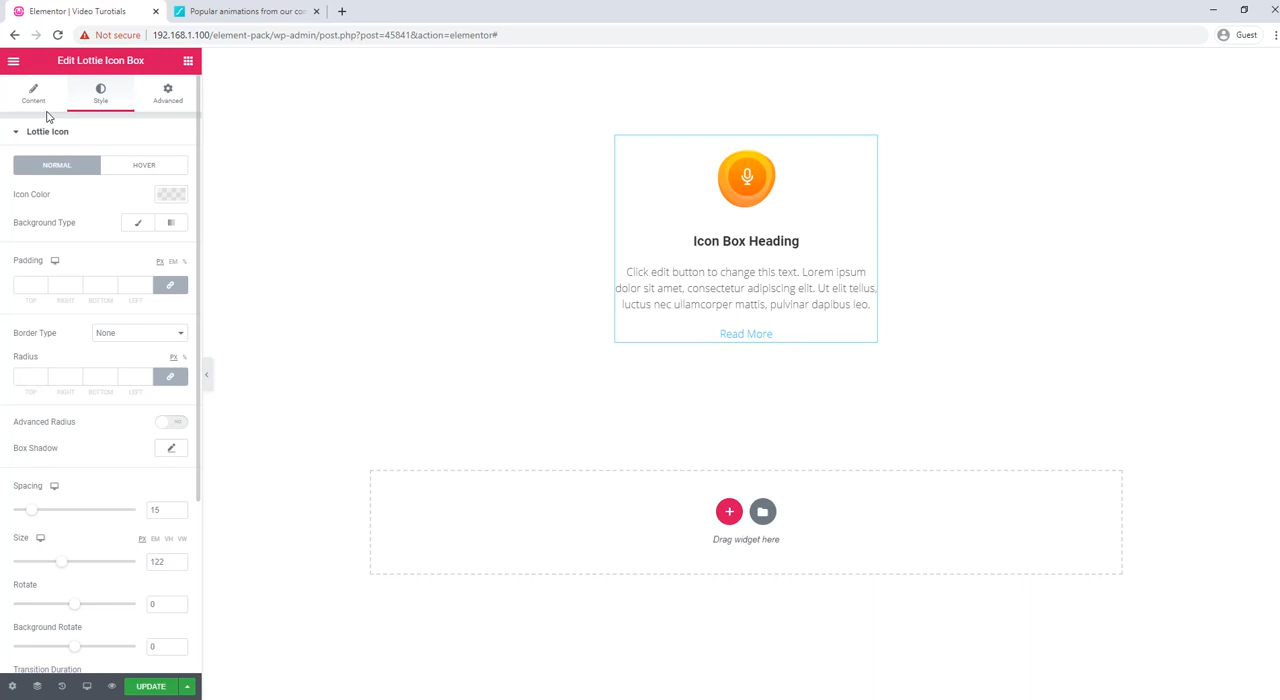 Elementor | Video Turotials
Popular animations from our con
Not secure
192.168.1.100/element-pack/wp-admin/post.php?post=45841&action=elementor#
Guest
Edit Lottie Icon Box
Content
Style
Advanced
Lottie Icon
NORMAL
HOVER
Icon Color
Background Type
Padding
PX EM %
TOP RIGHT BOTTOM LEFT
Border Type
None
Radius
PX %
TOP RIGHT BOTTOM LEFT
Advanced Radius
NO
Box Shadow
Spacing
15
Size
PX EM VH VW
122
Rotate
0
Background Rotate
0
Transition Duration
UPDATE
Icon Box Heading
Click edit button to change this text. Lorem ipsum
dolor sit amet, consectetur adipiscing elit. Ut elit tellus,
luctus nec ullamcorper mattis, pulvinar dapibus leo.
Read More
Drag widget here